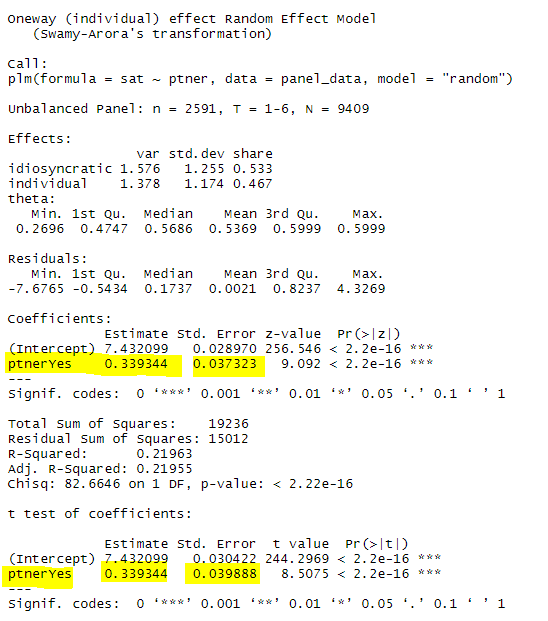 Oneway (individual) effect Random Effect Model
   (Swamy-Arora's transformation)
Call:
plm(formula = sat ~ ptner, data = panel_data, model = "random")
Unbalanced Panel: n = 2591, T = 1-6, N = 9409
Effects:
                var std.dev share
idiosyncratic 1.576   1.255 0.533
individual    1.378   1.174 0.467
theta:
   Min. 1st Qu.  Median    Mean 3rd Qu.    Max.
 0.2696  0.4747  0.5686  0.5369  0.5999  0.5999
Residuals:
   Min. 1st Qu.  Median    Mean 3rd Qu.    Max.
-7.6765 -0.5434  0.1737  0.0021  0.8237  4.3269
Coefficients:
            Estimate Std. Error z-value  Pr(>|z|)
(Intercept) 7.432099   0.028970 256.546 < 2.2e-16 ***
ptnerYes    0.339344   0.037323   9.092 < 2.2e-16 ***
---
Signif. codes:  0 ‘***’ 0.001 ‘**’ 0.01 ‘*’ 0.05 ‘.’ 0.1 ‘ ’ 1
Total Sum of Squares:    19236
Residual Sum of Squares: 15012
R-Squared:      0.21963
Adj. R-Squared: 0.21955
Chisq: 82.6646 on 1 DF, p-value: < 2.22e-16
t test of coefficients:
            Estimate Std. Error  t value  Pr(>|t|)
(Intercept) 7.432099   0.030422 244.2969 < 2.2e-16 ***
ptnerYes    0.339344   0.039888   8.5075 < 2.2e-16 ***
---
Signif. codes:  0 ‘***’ 0.001 ‘**’ 0.01 ‘*’ 0.05 ‘.’ 0.1 ‘ ’ 1